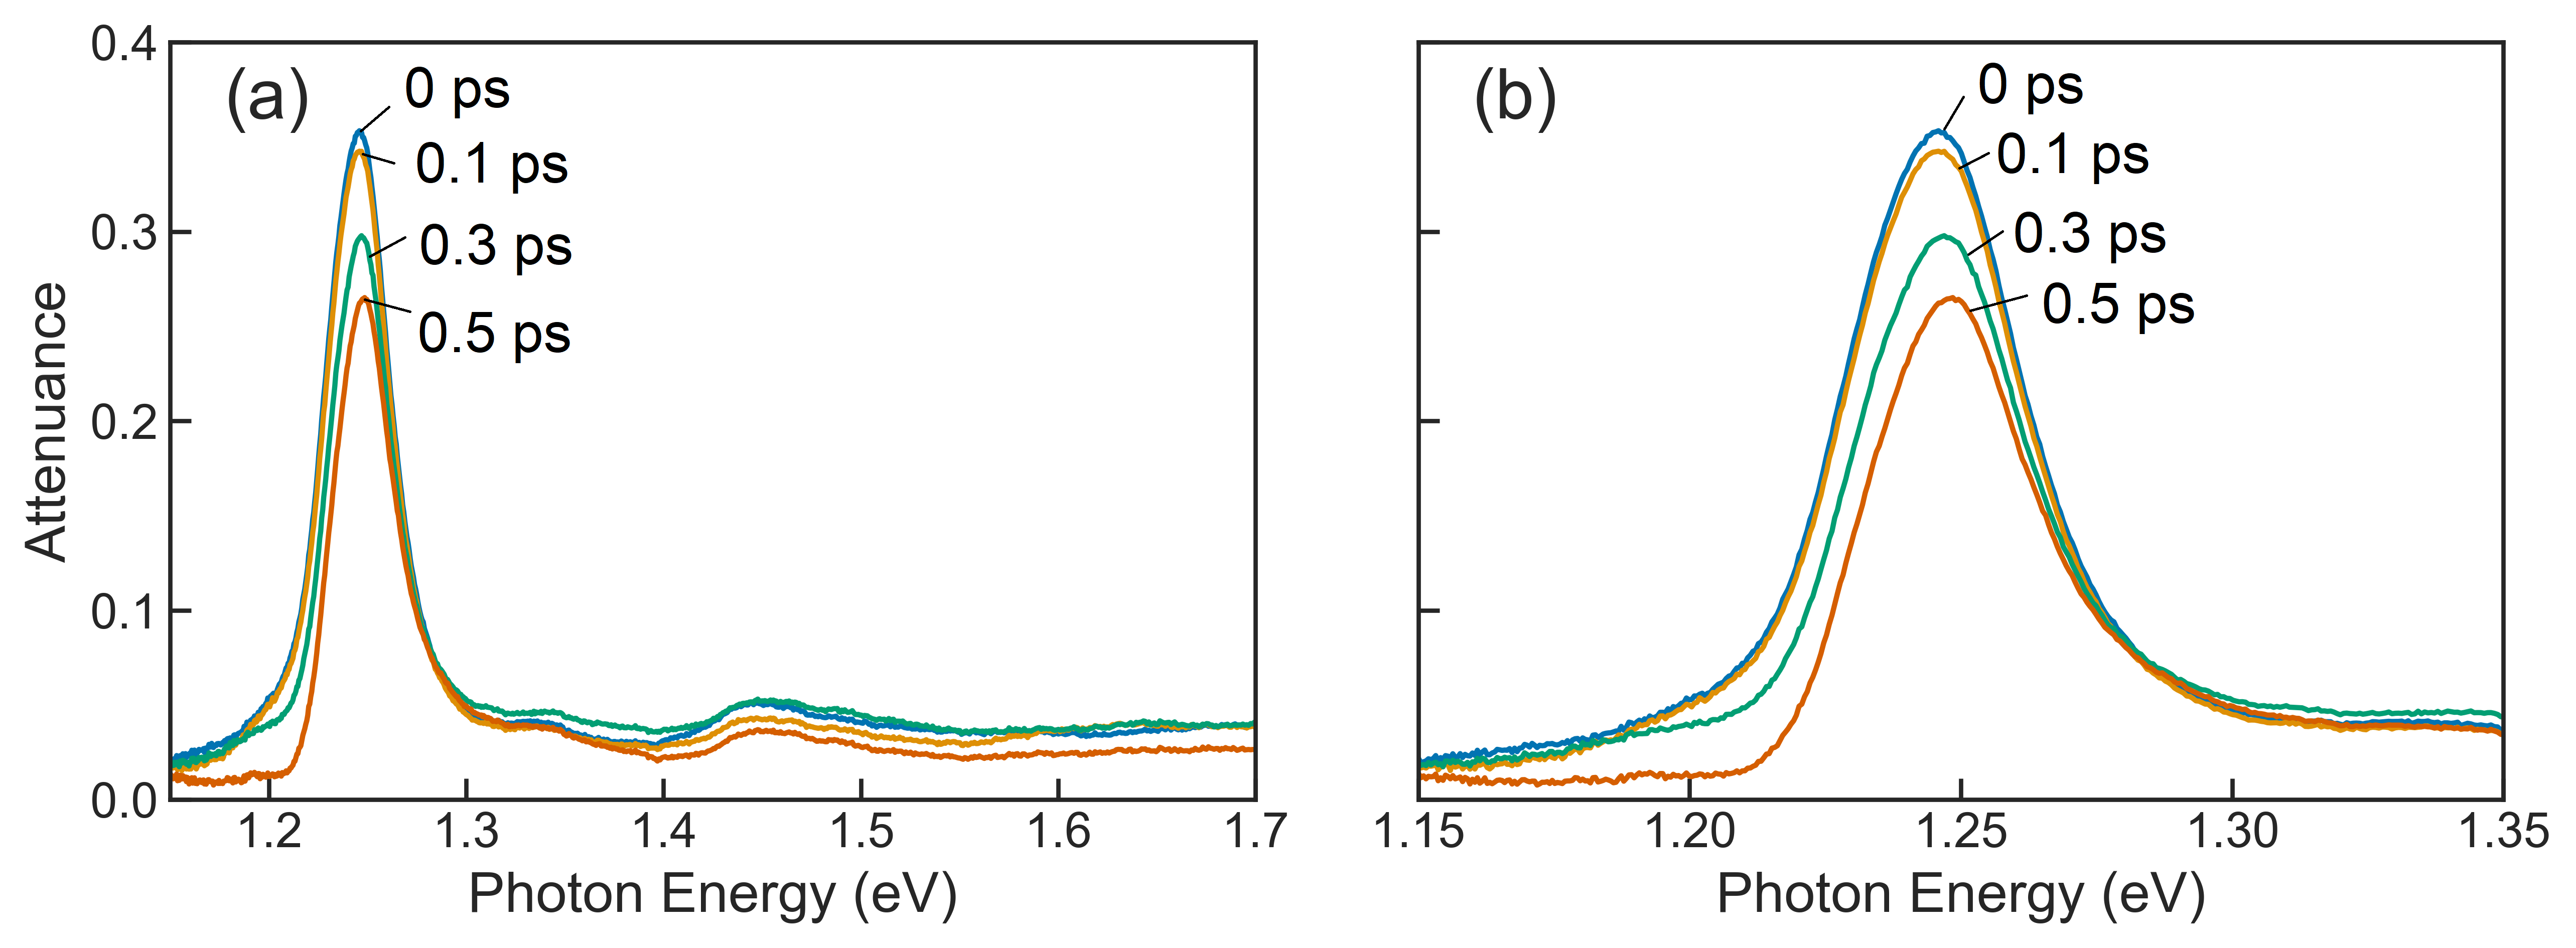 (a)
0 ps
0.1 ps
0.3 ps
0.5 ps
0.4
0.3
0.2
0.1
0.0
Attenuance
1.2 1.3 1.4 1.5 1.6 1.7
Photon Energy (eV)
(b)
0 ps
0.1 ps
0.3 ps
0.5 ps
1.15 1.20 1.25 1.30 1.35
Photon Energy (eV)